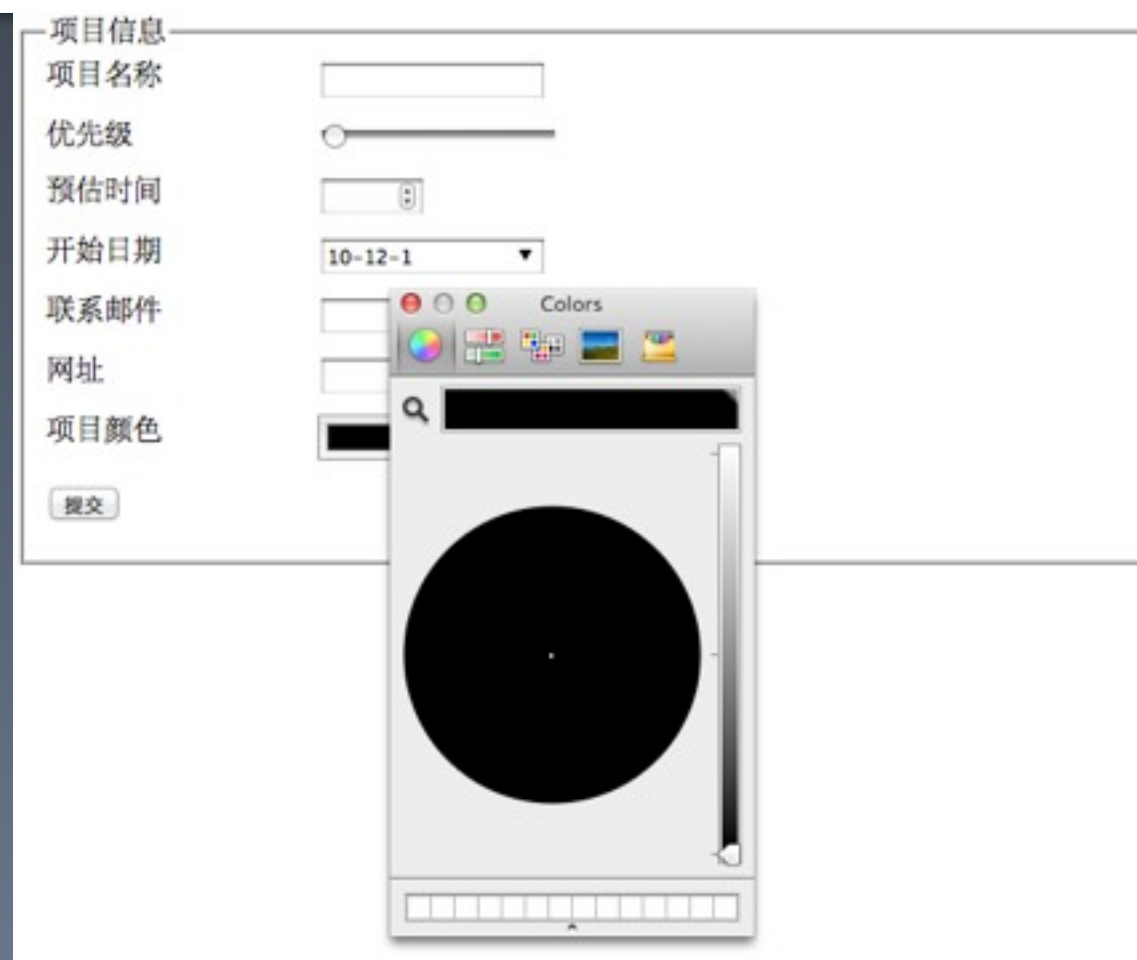 项目信息
项目名称
优先级
预估时间
开始日期
10-12-1
联系邮件
Colors
网址
项目颜色
提交